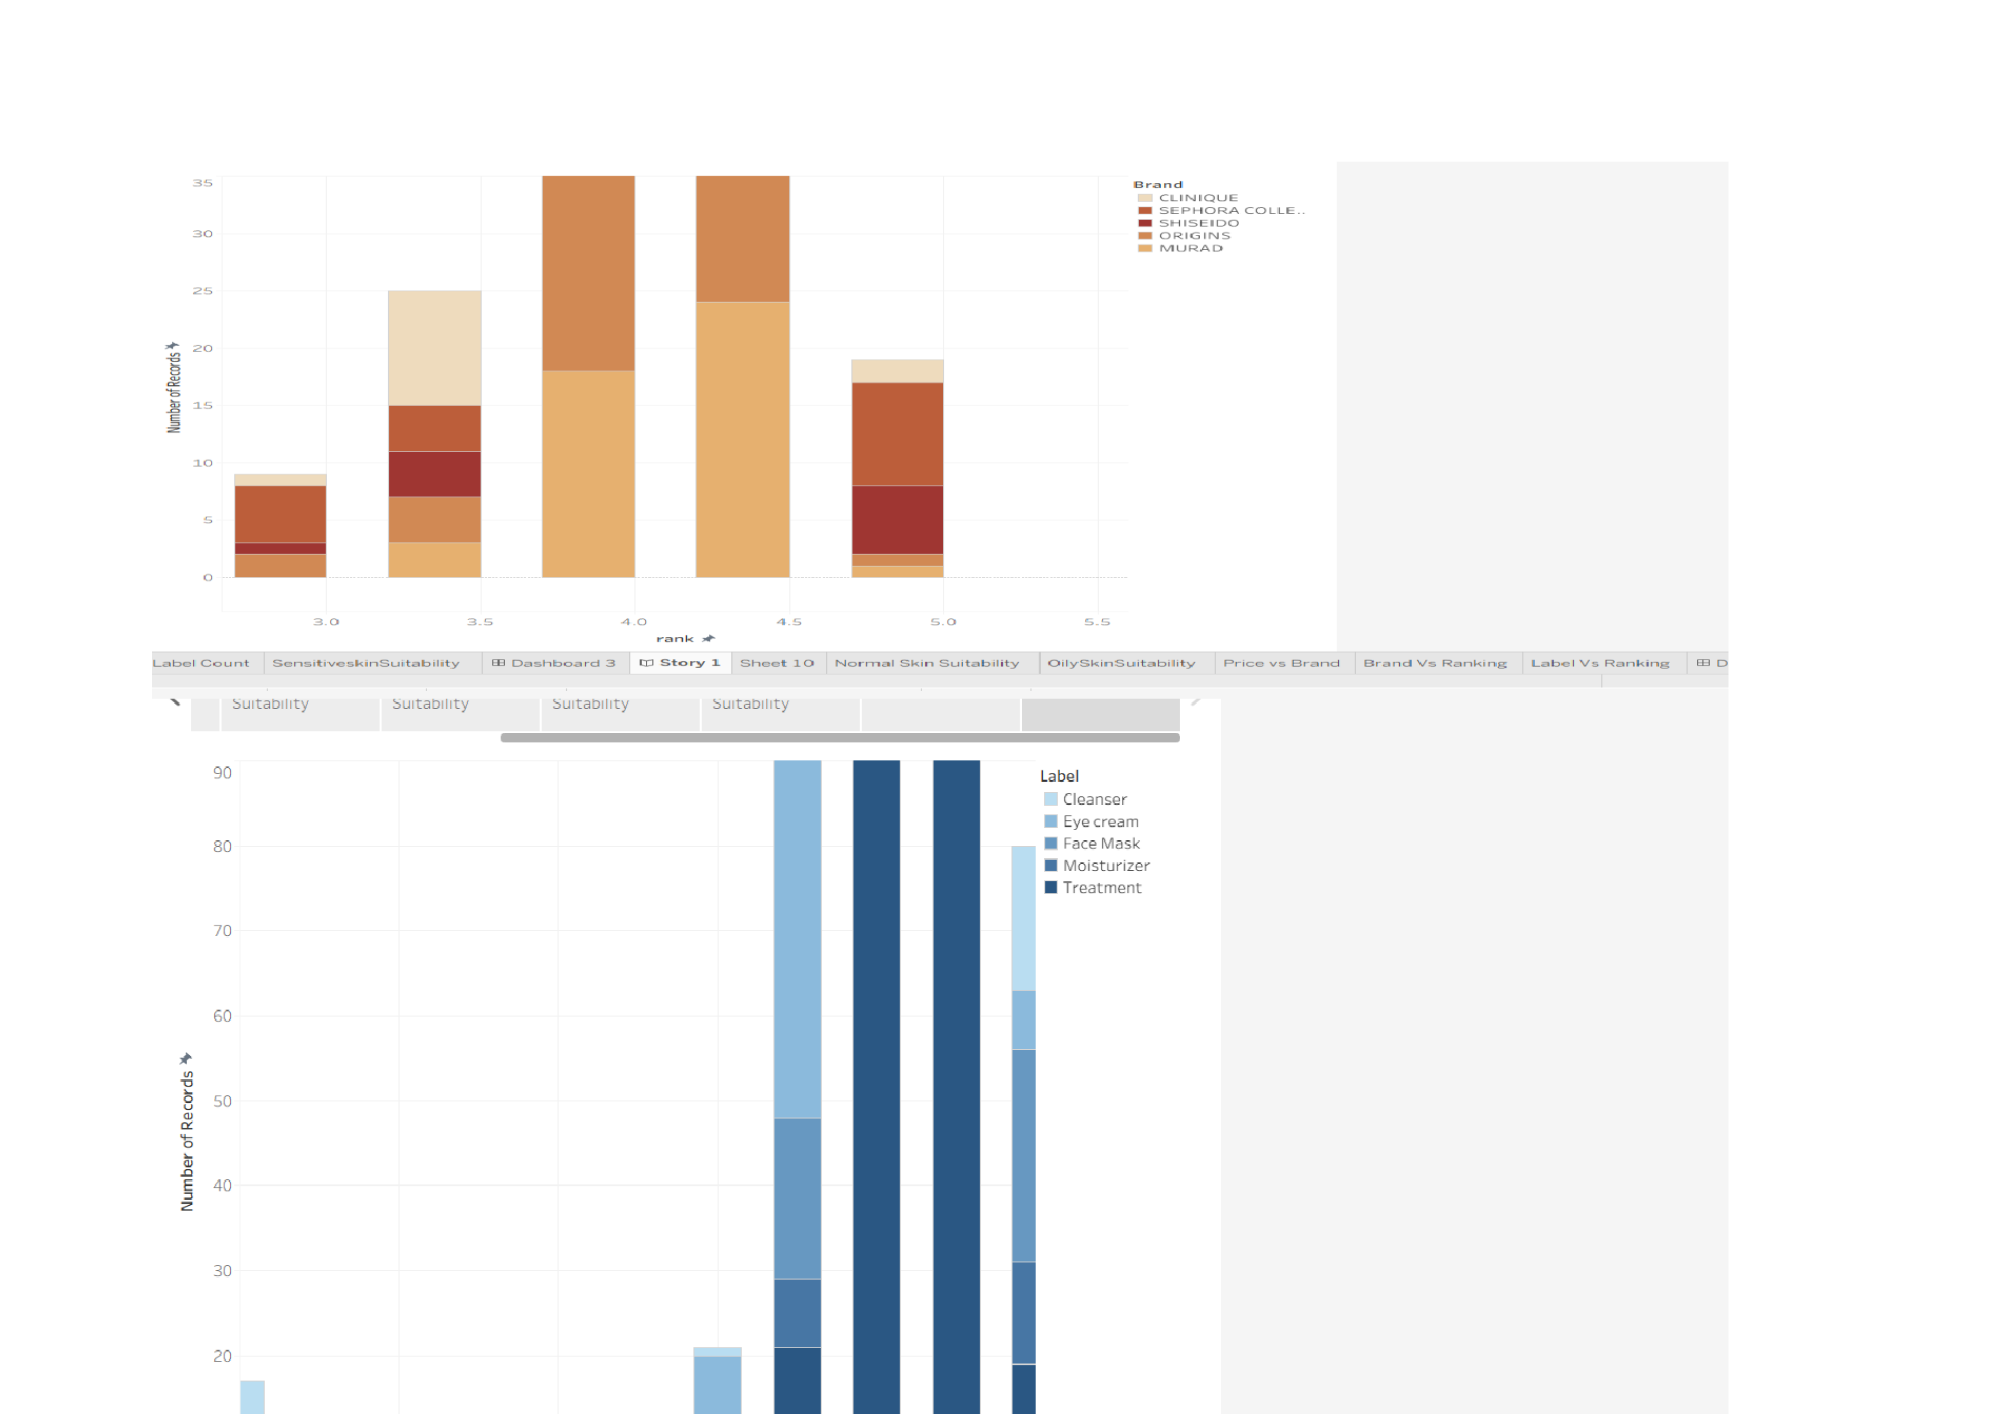 35
30
25
20
15
10
5
0
Number of Records
3.0 3.5 4.0 4.5 5.0 5.5
rank
Brand
CLINIQUE
SEPHORA COLLE..
SHISEIDO
ORIGINS
MURAD
Label Count SensitiveskinSuitability Dashboard 3 Story 1 Sheet 10 Normal Skin Suitability OilySkinSuitability Price vs Brand Brand Vs Ranking Label Vs Ranking D
Suitability Suitability Suitability Suitability
90
80
70
60
50
40
30
20
Number of Records
Label
Cleanser
Eye cream
Face Mask
Moisturizer
Treatment